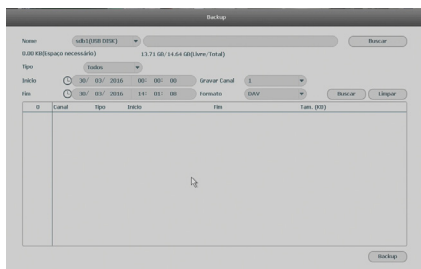 Backup
Nome sdb1(USB DISK) Buscar
0.00 KB(Espaço necessário) 13.71 GB/14.64 GB(Livre/Total)
Tipo Todos
Início 30/ 03/ 2016 00: 00: 00 Gravar Canal 1
Fim 30/ 03/ 2016 14: 01: 08 Formato DAV Buscar Limpar
0 Canal Tipo Início Fim Tam. (KB)
Backup